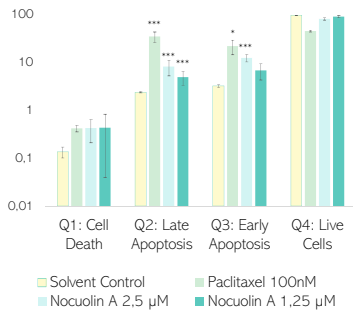 100
***
*
***
***
***
10
1
0,1
0,01
Q1: Cell Death
Q2: Late Apoptosis
Q3: Early Apoptosis
Q4: Live Cells
Solvent Control
Paclitaxel 100nM
Nocuolin A 2,5 µM
Nocuolin A 1,25 µM